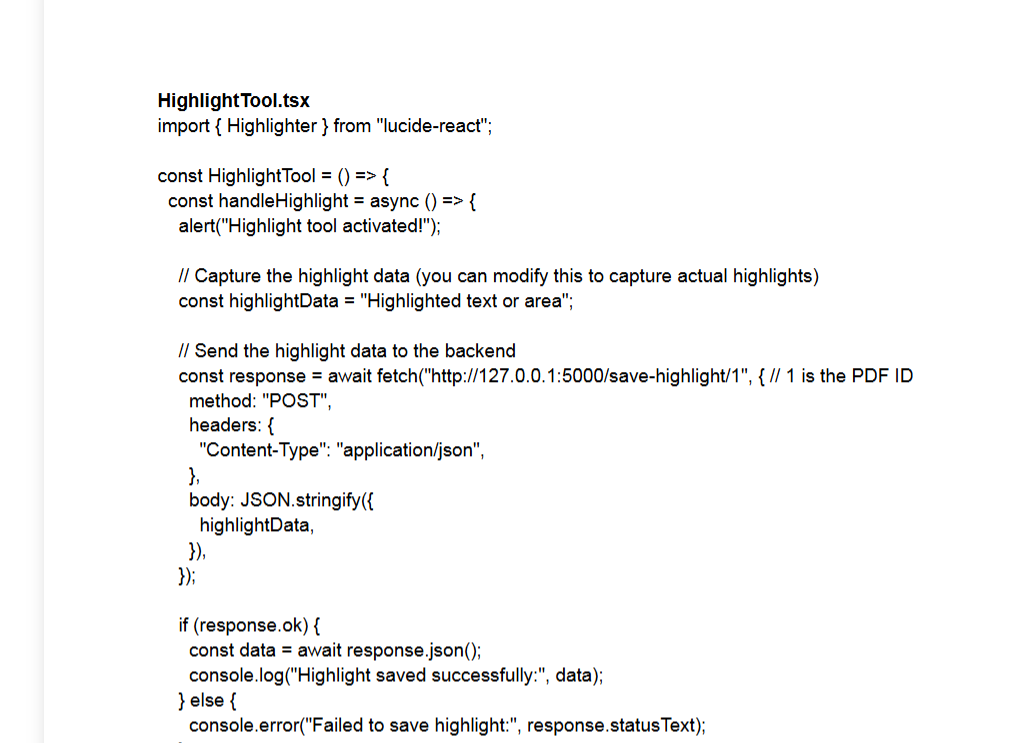 HighlightTool.tsx
import { Highlighter } from "lucide-react";
const HighlightTool = () => {
const handleHighlight = async () => {
alert("Highlight tool activated!");
// Capture the highlight data (you can modify this to capture actual highlights)
const highlightData = "Highlighted text or area";
// Send the highlight data to the backend
const response = await fetch("http://127.0.0.1:5000/save-highlight/1", { // 1 is the PDF ID
method: "POST",
headers: {
"Content-Type": "application/json",
},
body: JSON.stringify({
highlightData,
}),
});
if (response.ok) {
const data = await response.json();
console.log("Highlight saved successfully:", data);
} else {
console.error("Failed to save highlight:", response.statusText);